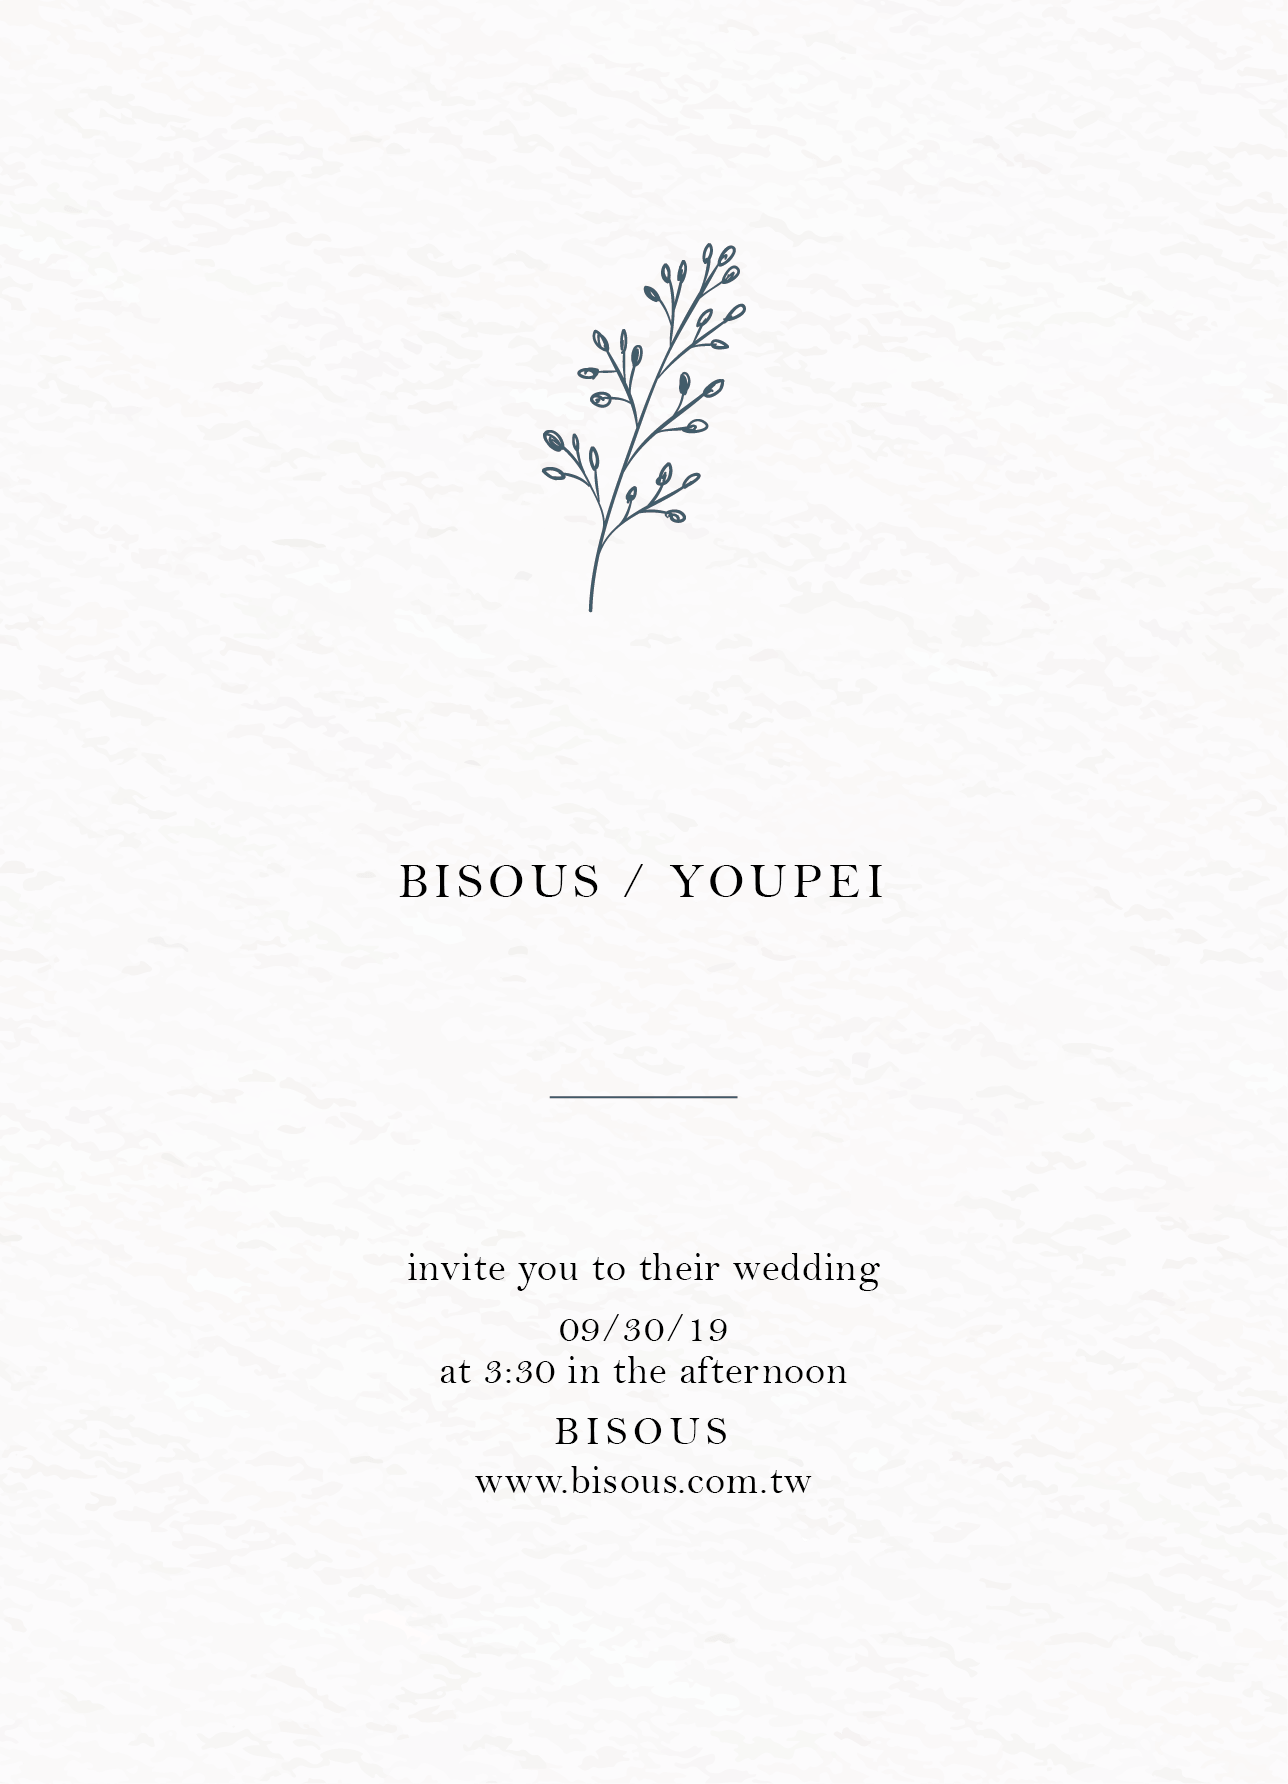 BISOUS / YOUPEI
invite you to their wedding
09/30/19
at 3:30 in the afternoon
BISOUS
www.bisous.com.tw